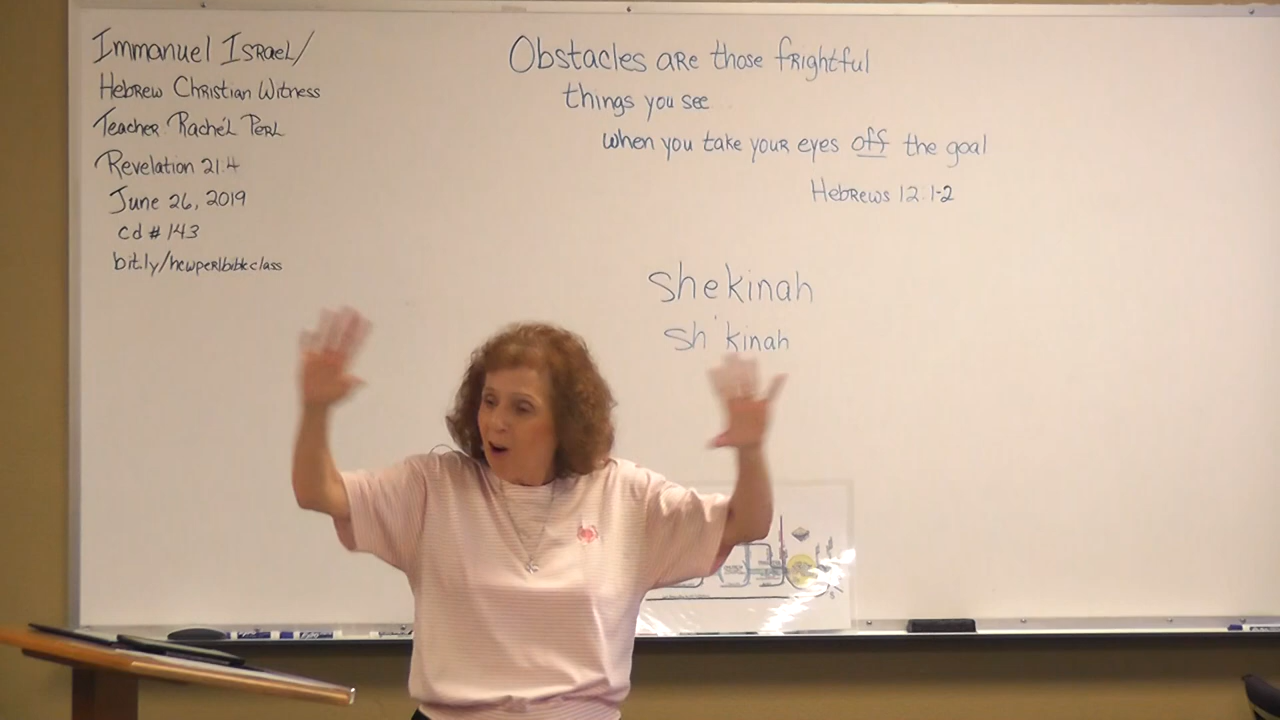 Immanuel Israel/
Hebrew Christian Witness
Teacher: Rachel Perl
Revelation 21:4
June 26, 2019
cd # 143
bit.ly/newperlbibleclass
Obstacles are those frightful
things you see
when you take your eyes off the goal
Hebrews 12:1-2
shekinah
sh'kinah